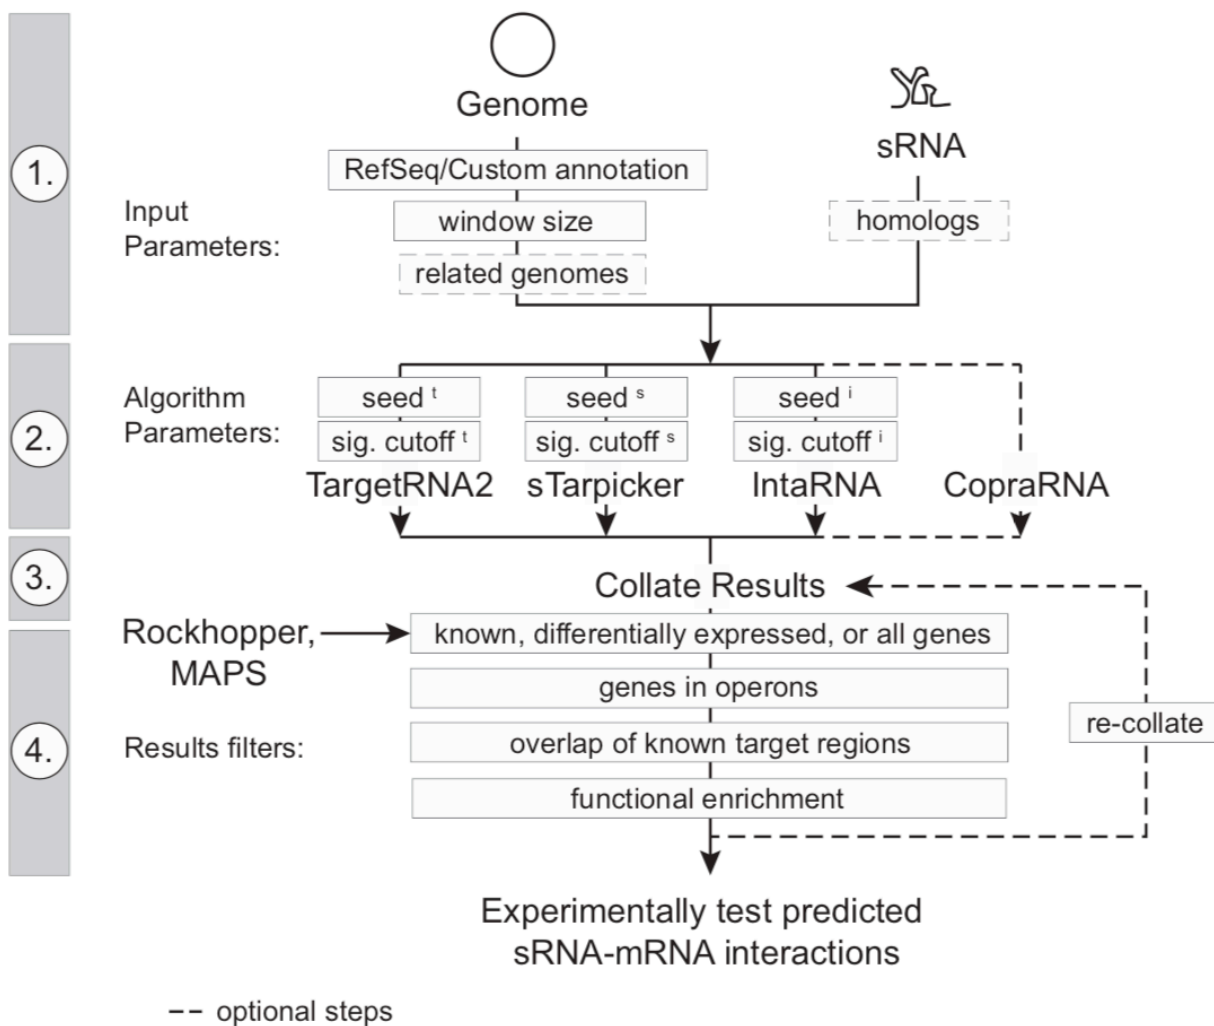 Genome
sRNA
1.
RefSeq/Custom annotation
Input
Parameters:
window size
homologs
related genomes
2.
Algorithm
Parameters:
seed t
seed s
seed i
sig. cutoff t
sig. cutoff s
sig. cutoff i
TargetRNA2
sTarpicker
IntaRNA
CopraRNA
3.
Collate Results
Rockhopper,
MAPS
known, differentially expressed, or all genes
genes in operons
4.
Results filters:
overlap of known target regions
re-collate
functional enrichment
Experimentally test predicted
sRNA-mRNA interactions
-- optional steps